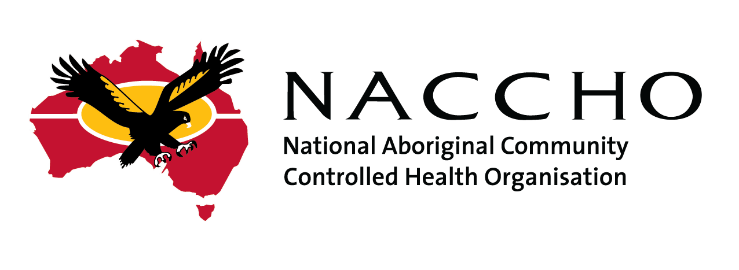 NACCHO
National Aboriginal Community
Controlled Health Organisation